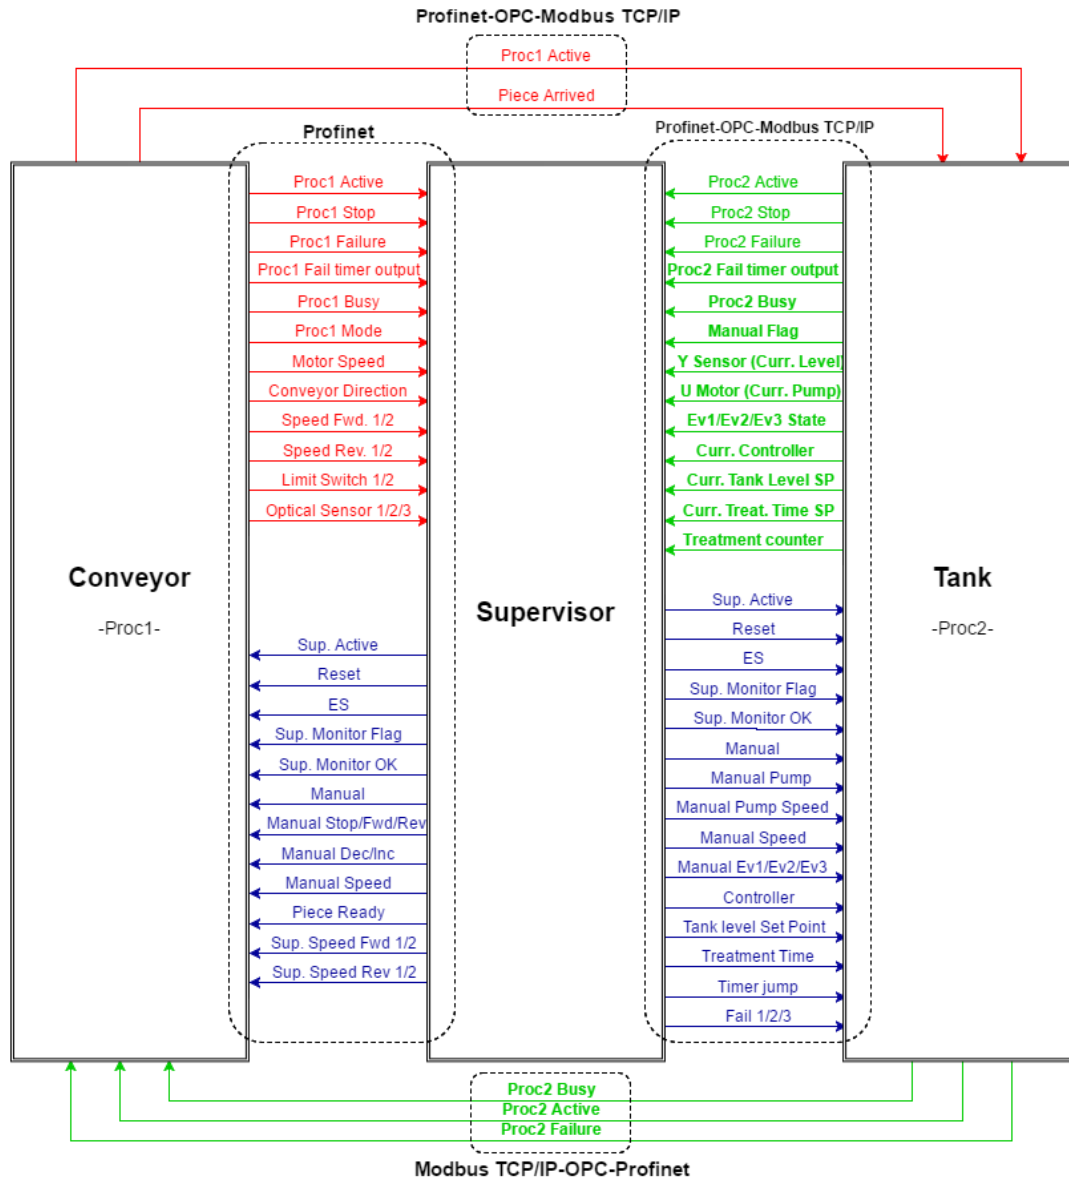 Profinet-OPC-Modbus TCP/IP
Proc1 Active
Piece Arrived
Profinet
Profinet-OPC-Modbus TCP/IP
Proc1 Active
Proc1 Stop
Proc1 Failure
Proc1 Fail timer output
Proc1 Busy
Proc1 Mode
Motor Speed
Conveyor Direction
Speed Fwd. 1/2
Speed Rev. 1/2
Limit Switch 1/2
Optical Sensor 1/2/3
Proc2 Active
Proc2 Stop
Proc2 Failure
Proc2 Fail timer output
Proc2 Busy
Manual Flag
Y Sensor (Curr. Level)
U Motor (Curr. Pump)
Ev1/Ev2/Ev3 State
Curr. Controller
Curr. Tank Level SP
Curr. Treat. Time SP
Treatment counter
Conveyor
-Proc1-
Supervisor
Tank
-Proc2-
Sup. Active
Reset
ES
Sup. Monitor Flag
Sup. Monitor OK
Manual
Manual Stop/Fwd/Rev
Manual Dec/Inc
Manual Speed
Piece Ready
Sup. Speed Fwd 1/2
Sup. Speed Rev 1/2
Sup. Active
Reset
ES
Sup. Monitor Flag
Sup. Monitor OK
Manual
Manual Pump
Manual Pump Speed
Manual Speed
Manual Ev1/Ev2/Ev3
Controller
Tank level Set Point
Treatment Time
Timer jump
Fail 1/2/3
Proc2 Busy
Proc2 Active
Proc2 Failure
Modbus TCP/IP-OPC-Profinet